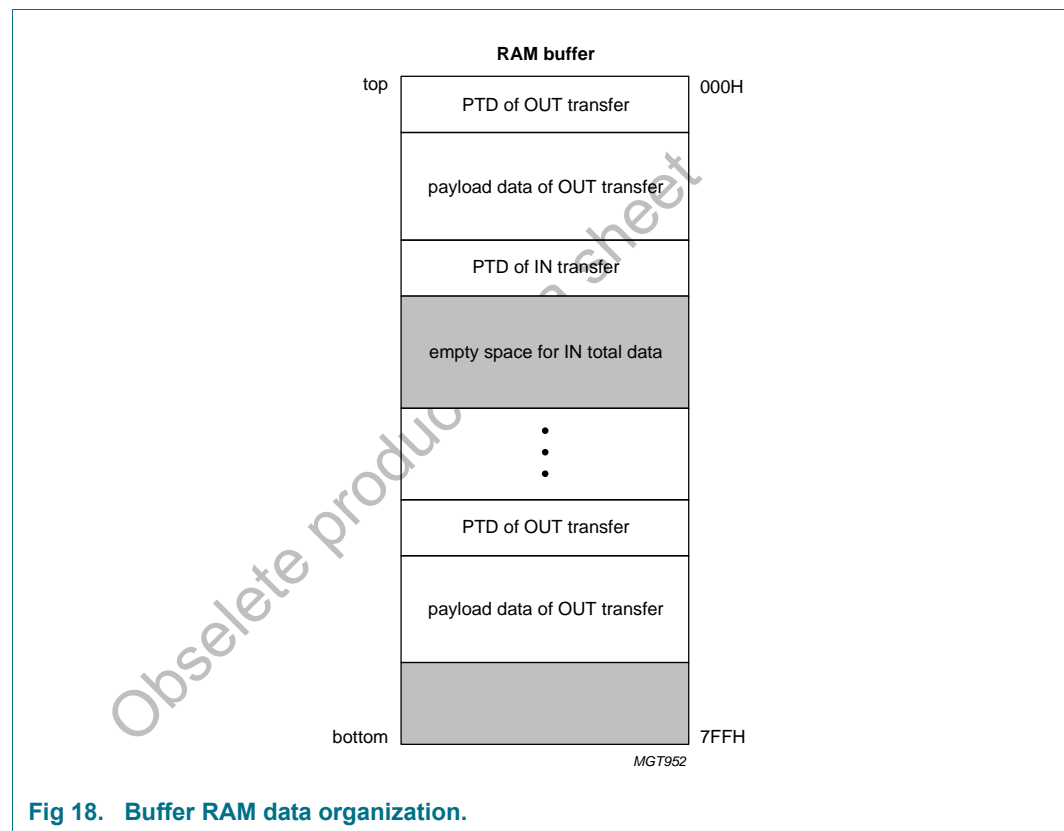 RAM buffer
top
000H
PTD of OUT transfer
payload data of OUT transfer
PTD of IN transfer
empty space for IN total data
PTD of OUT transfer
payload data of OUT transfer
bottom
7FFH
MGT952
Fig 18. Buffer RAM data organization.
Obselete product data sheet